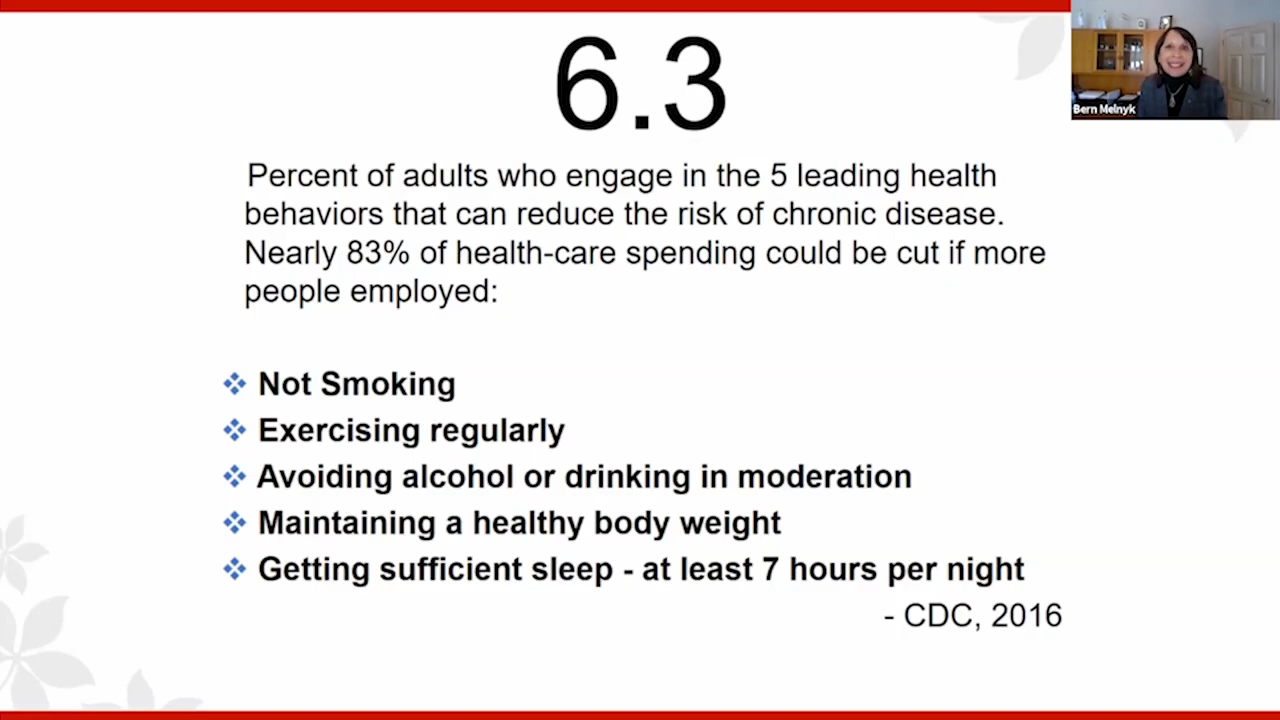 6.3
Bern Melnyk
Percent of adults who engage in the 5 leading health
behaviors that can reduce the risk of chronic disease.
Nearly 83% of health-care spending could be cut if more
people employed:
❖ Not Smoking
❖ Exercising regularly
❖ Avoiding alcohol or drinking in moderation
❖ Maintaining a healthy body weight
❖ Getting sufficient sleep - at least 7 hours per night
- CDC, 2016